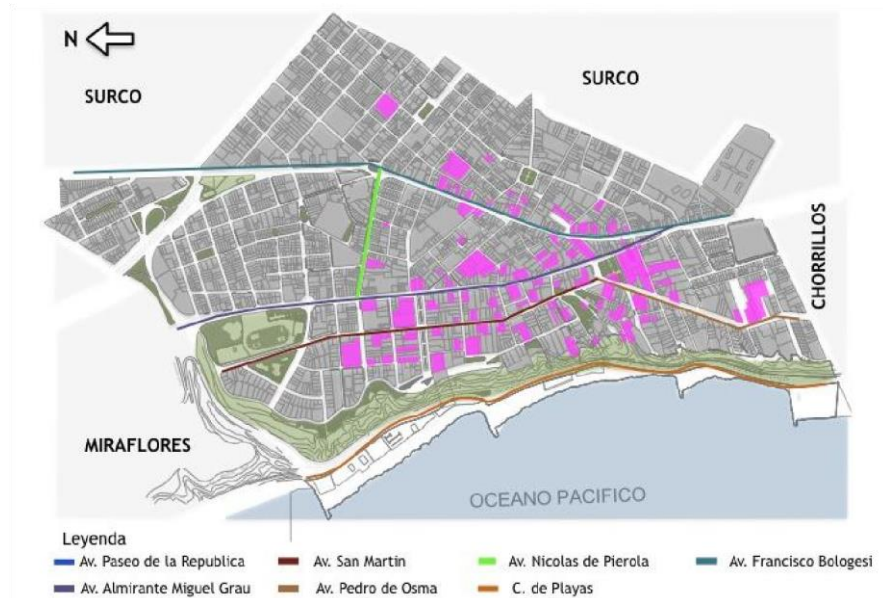 N
SURCO
SURCO
CHORRILLOS
MIRAFLORES
OCEANO PACIFICO
Leyenda
Av. Paseo de la Republica
Av. San Martin
Av. Nicolas de Pierola
Av. Francisco Bologesi
Av. Almirante Miguel Grau
Av. Pedro de Osma
C. de Playas